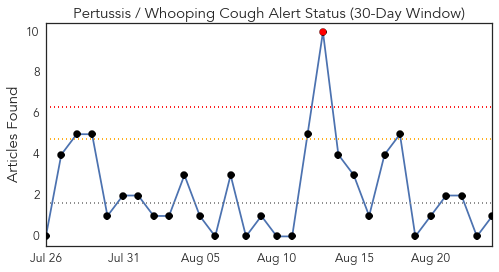 Pertussis / Whooping Cough Alert Status (30-Day Window)
Articles Found
10
8
6
4
2
0
Jul 26
Jul 31
Aug 05
Aug 10
Aug 15
Aug 20